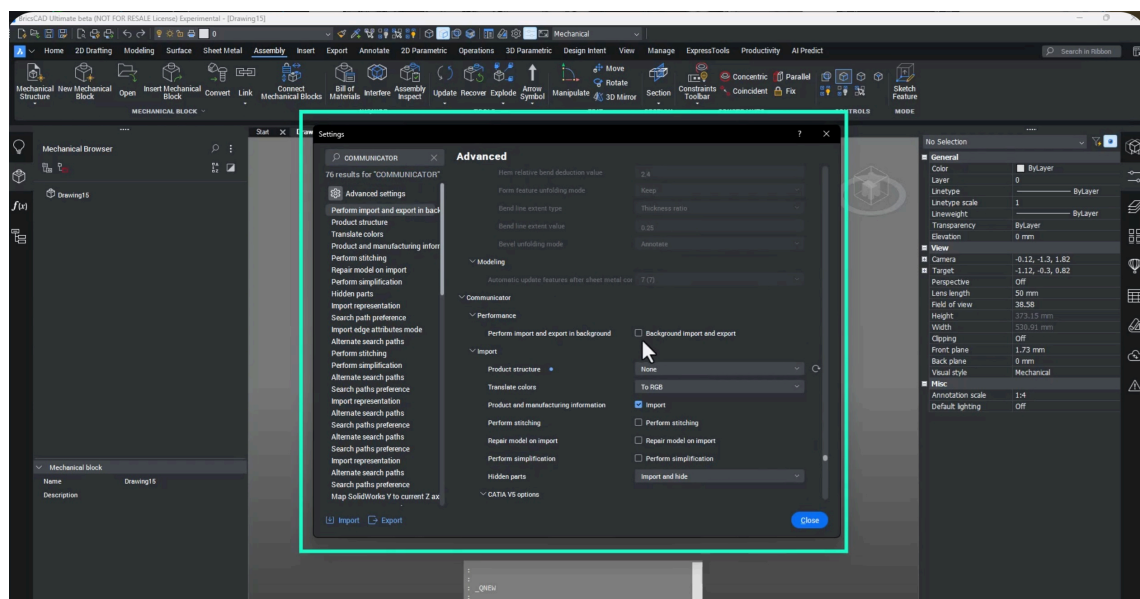 BricsCAD Ultimate beta (NOT FOR RESALE License) Experimental - [Drawing15]
0
Mechanical
Home 2D Drafting Modeling Surface Sheet Metal Assembly Insert Export Annotate 2D Parametric Operations 3D Parametric Design Intent View Manage ExpressTools Productivity AI Predict
Search in Ribbon
Mechanical Structure
New Mechanical Block
Open
Insert Mechanical Block
Convert
Link
Connect Mechanical Blocks
Bill of Materials
Interfere
Assembly Inspect
Update
Recover
Explode
Arrow Symbol
Manipulate
Move
Rotate
3D Mirror
Section
Constraints Toolbar
Concentric
Parallel
Coincident
Fix
Sketch Feature
MECHANICAL BLOCK
CONTROLS
MODE
Start
Mechanical Browser
Drawing15
Mechanical block
Name Drawing15
Description
Settings
COMMUNICATOR
76 results for "COMMUNICATOR"
Advanced settings
Perform import and export in back
Product structure
Translate colors
Product and manufacturing inform
Perform stitching
Repair model on import
Perform simplification
Hidden parts
Import representation
Search path preference
Import edge attributes mode
Alternate search paths
Perform stitching
Perform simplification
Alternate search paths
Search paths preference
Import representation
Alternate search paths
Search paths preference
Alternate search paths
Search paths preference
Import representation
Alternate search paths
Search paths preference
Map SolidWorks Y to current Z ax
Import Export
Advanced
Item relative bend deduction value 2.4
Form feature unfolding mode Keep
Bend line extent type Thickness ratio
Bend line extent value 0.25
Bevel unfolding mode Annotate
Modeling
Automatic update features after sheet metal cor 7 (7)
Communicator
Performance
Perform import and export in background Background import and export
Import
Product structure None
Translate colors To RGB
Product and manufacturing information Import
Perform stitching Perform stitching
Repair model on import Repair model on import
Perform simplification Perform simplification
Hidden parts Import and hide
CATIA V5 options
Close
: _QNEW
No Selection
General
Color ByLayer
Layer 0
Linetype ByLayer
Linetype scale 1
Lineweight ByLayer
Transparency ByLayer
Elevation 0 mm
View
Camera -0.12, -1.3, 1.82
Target -1.12, -0.3, 0.82
Perspective Off
Lens length 50 mm
Field of view 38.58
Height 373.15 mm
Width 530.91 mm
Clipping Off
Front plane 1.73 mm
Back plane 0 mm
Visual style Mechanical
Misc
Annotation scale 1:4
Default lighting Off